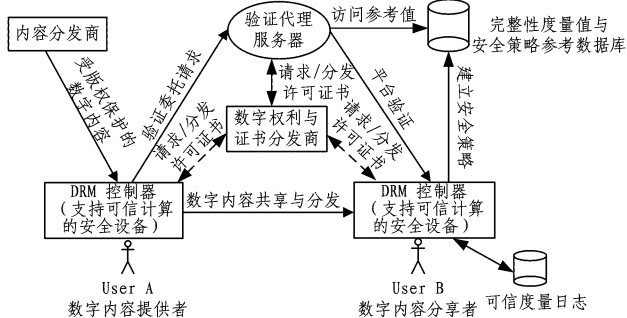 内容分发商
验证代理
服务器
访问参考值
完整性度量值与
安全策略参考数据库
受版权保护的
数字内容
验证委托请求
请求/分发
许可证书
请求/分发
许可证书
数字权利与
证书分发商
平台验证
请求/分发
许可证书
建立安全策略
DRM 控制器
(支持可信计算
的安全设备)
数字内容共享与分发
DRM 控制器
(支持可信计算
的安全设备)
User A
数字内容提供者
User B
数字内容分享者
可信度量日志